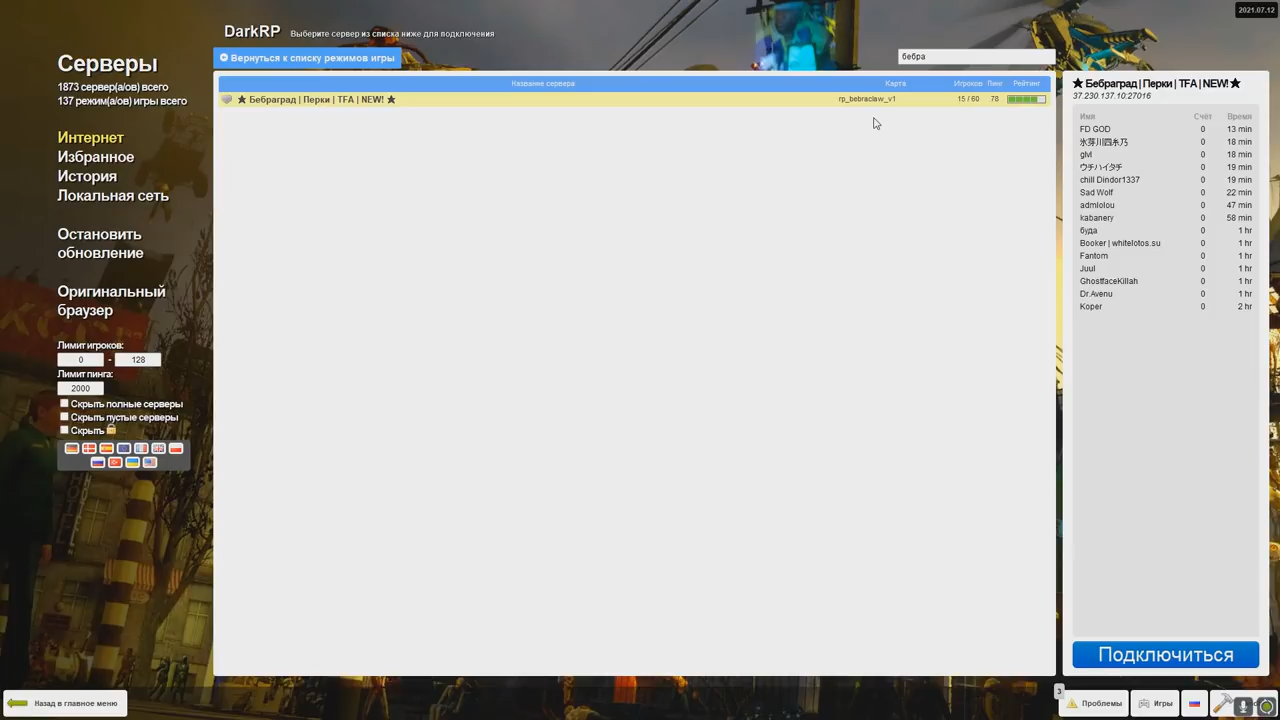 2021.07.12
DarkRP Выберите сервер из списка ниже для подключения
Вернуться к списку режимов игры
бебра
Серверы
1873 сервер(а/ов) всего
137 режим(а/ов) игры всего
Интернет
Избранное
История
Локальная сеть
Остановить
обновление
Оригинальный
браузер
Лимит игроков:
0 - 128
Лимит пинга:
2000
Скрыть полные серверы
Скрыть пустые серверы
Скрыть
Название сервера Карта Игроков Пинг Рейтинг
★ Бебраград | Перки | TFA | NEW! ★ rp_bebraclaw_v1 15 / 60 78
★ Бебраград | Перки | TFA | NEW! ★
37.230.137.10:27016
Имя Счёт Время
FD GOD 0 13 min
氷芽川四糸乃 0 18 min
glvl 0 18 min
ウチハイタチ 0 19 min
chill Dindor1337 0 19 min
Sad Wolf 0 22 min
admlolou 0 47 min
kabanery 0 58 min
буда 0 1 hr
Booker | whitelotos.su 0 1 hr
Fantom 0 1 hr
Juul 0 1 hr
GhostfaceKillah 0 1 hr
Dr.Avenu 0 1 hr
Koper 0 2 hr
Подключиться
Назад в главное меню
3
Проблемы
Игры